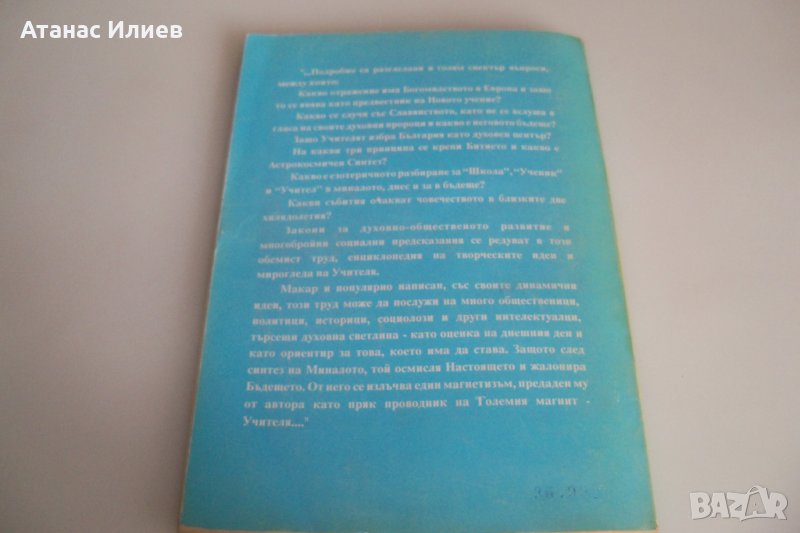 Атанас Илиев
"...Подробно са разгледани в голям спектър въпроси,
между които:
Какво отражение има Богомилството в Европа и защо
то се явява като предвестник на Новото учение?
Какво се случи със Славянството, като не се вслуша в
гласа на своите духовни пророци и какво е неговото бъдеще?
Защо Учителят избра България като духовен център?
На какви три принципа се крепи Битието и какво е
Астрокосмичен Синтез?
Какво е езотеричното разбиране за "Школа", "Ученик"
и "Учител" в миналото, днес и за в бъдеще?
Какви събития очакват човечеството в близките две
хилядолетия?
Закони за духовно-общественото развитие и
многобройни социални предсказания се редуват в този
обемист труд, енциклопедия на творческите идеи и
мирогледа на Учителя.
Макар и популярно написан, със своите динамични
идеи, този труд може да послужи на много общественици,
политици, историци, социолози и други интелектуалци,
търсещи духовна светлина - като оценка на днешния ден и
като ориентир за това, което има да става. Защото след
синтез на Миналото, той осмисля Настоящето и жалонира
Бъдещето. От него се излъчва един магнетизъм, предаден му
от автора като пряк проводник на Големия магнит -
Учителя...."
BAZAR
bg